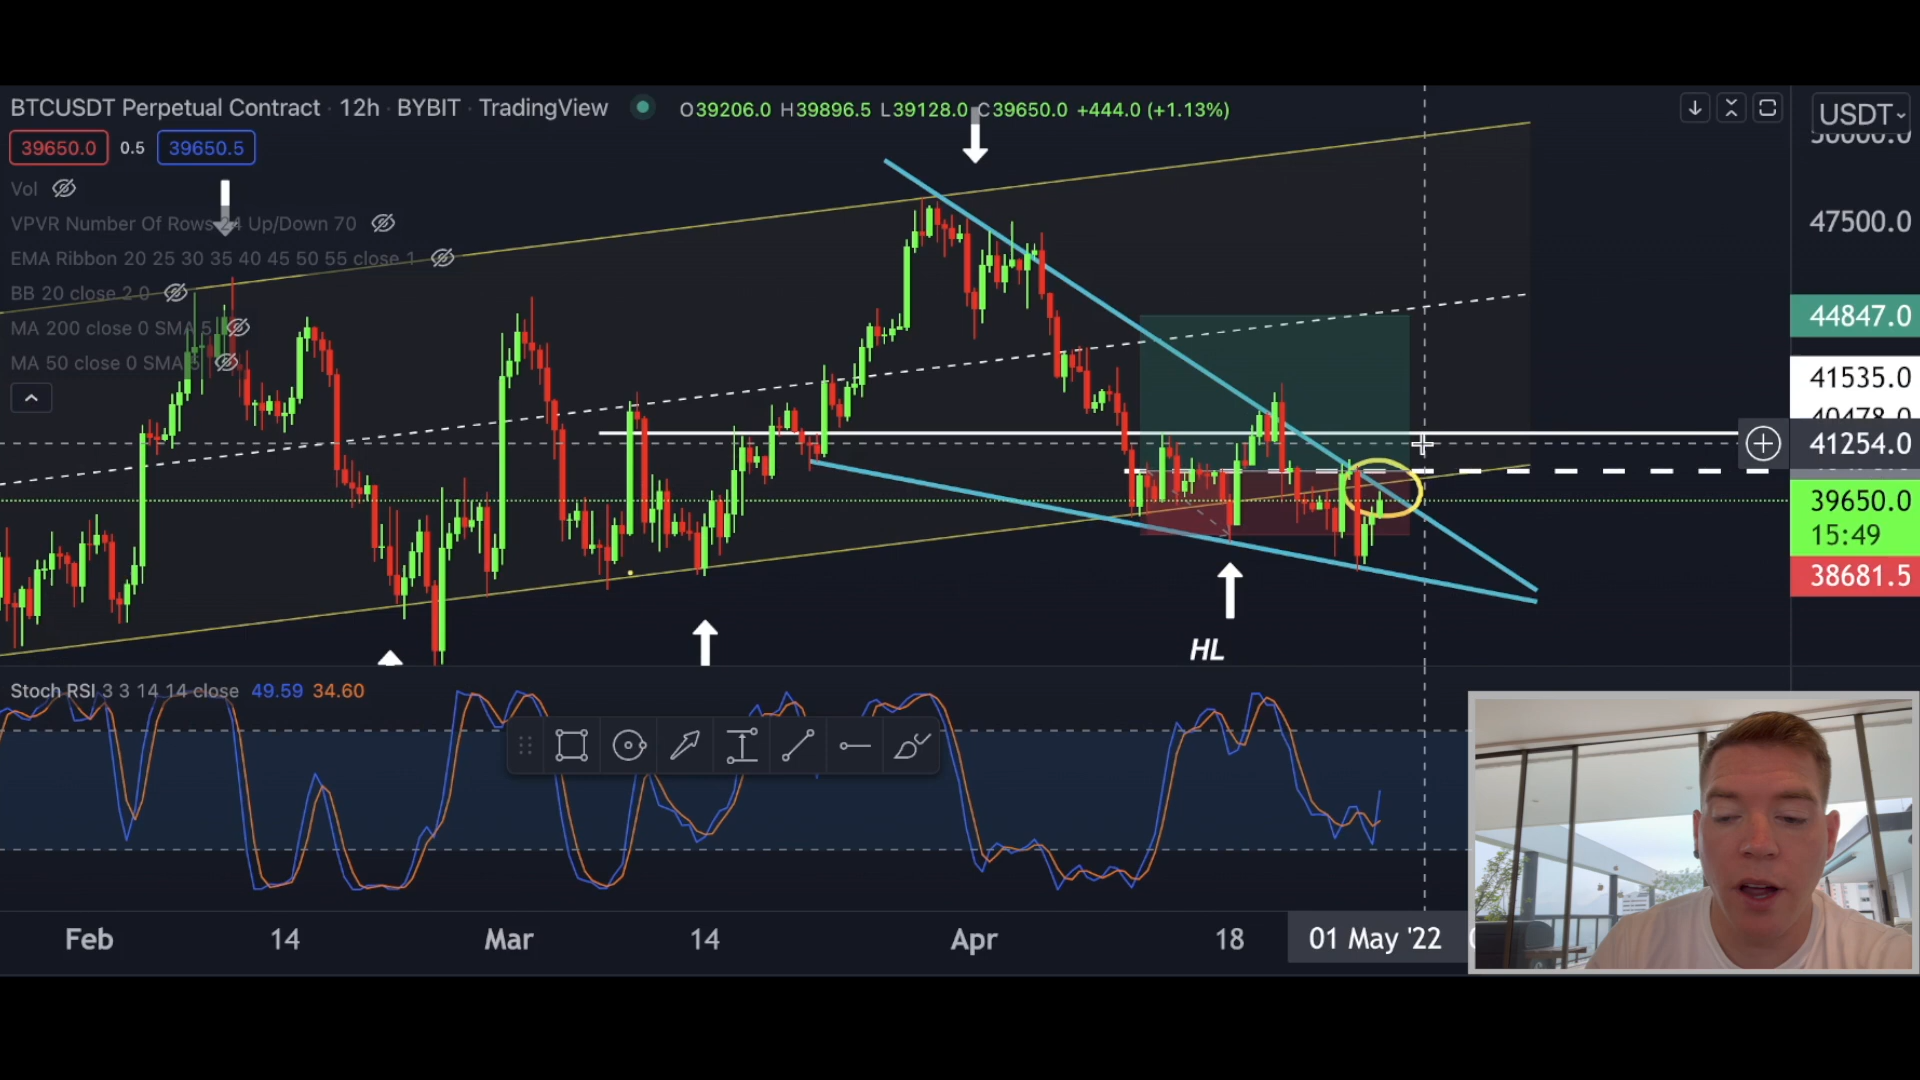 BTCUSDT Perpetual Contract · 12h · BYBIT · TradingView
O39206.0 H39896.5 L39128.0 C39650.0 +444.0 (+1.13%)
USDT
39650.0 0.5 39650.5
Vol
VPVR Number Of Rows 24 Up/Down 70
47500.0
EMA Ribbon 20 25 30 35 40 45 50 55 close 1
BB 20 close 2 0
44847.0
MA 200 close 0 SMA 5
MA 50 close 0 SMA 5
41535.0
40478.0
41254.0
39650.0
15:49
38681.5
HL
Stoch RSI 3 3 14 14 close 49.59 34.60
Feb 14 Mar 14 Apr 18 01 May '22